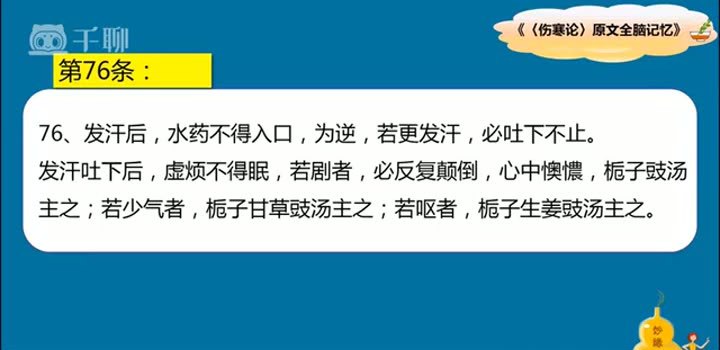 千聊
《〈伤寒论〉原文全脑记忆》
第76条：
76、发汗后，水药不得入口，为逆，若更发汗，必吐下不止。
发汗吐下后，虚烦不得眠，若剧者，必反复颠倒，心中懊憹，栀子豉汤
主之；若少气者，栀子甘草豉汤主之；若呕者，栀子生姜豉汤主之。
妙